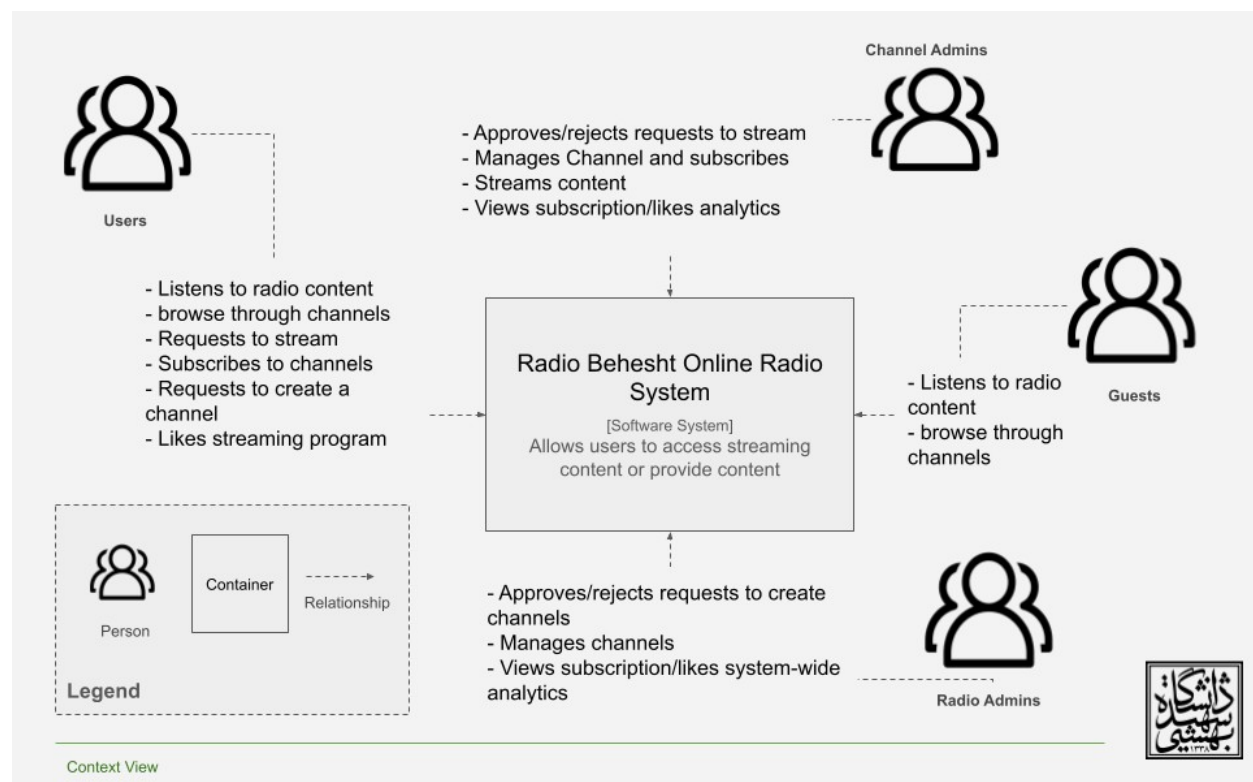 Channel Admins
Users
- Approves/rejects requests to stream
- Manages Channel and subscribes
- Streams content
- Views subscription/likes analytics
- Listens to radio content
- browse through channels
- Requests to stream
- Subscribes to channels
- Requests to create a
channel
- Likes streaming program
Radio Behesht Online Radio
System
[Software System]
Allows users to access streaming
content or provide content
Guests
- Listens to radio
content
- browse through
channels
Person
Container
Relationship
Legend
- Approves/rejects requests to create
channels
- Manages channels
- Views subscription/likes system-wide
analytics
Radio Admins
دانشگاه
شهید
بهشتی
۱۳۳۸
Context View